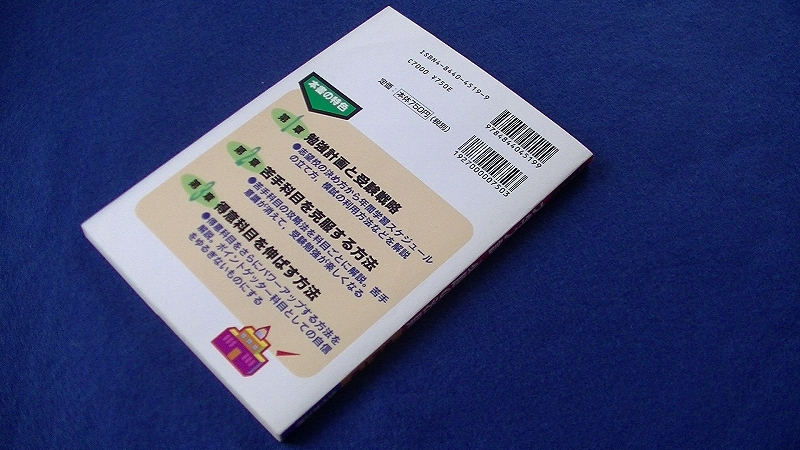 ISBN4-8440-4519-9
C7000 ¥750E
定価・本体750円(税別)
9784844045199
1927000007503
本書の特色
第1章 勉強計画と受験戦略
●志望校の決め方から年間学習スケジュール
の立て方、模試の利用方法などを解説
第2章 苦手科目を克服する方法
●苦手科目の攻略法を科目ごとに解説。苦手
意識が消えて、受験勉強が楽しくなる
第3章 得意科目を伸ばす方法
●得意科目をさらにパワーアップする方法を
解説。ポイントゲッター科目としての自信
をゆるぎないものにする